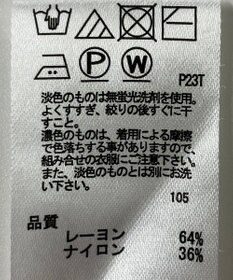 P23T
淡色のものは無蛍光洗剤を使用。
よくすすぎ、絞りの後すぐに干
すこと。
濃色のものは、着用による摩擦
で色落ちする事がありますので、
組み合せの衣服にご注意下さい。
また、淡色のものとは別にお洗
い下さい。
105
品質
レーヨン 64%
ナイロン 36%